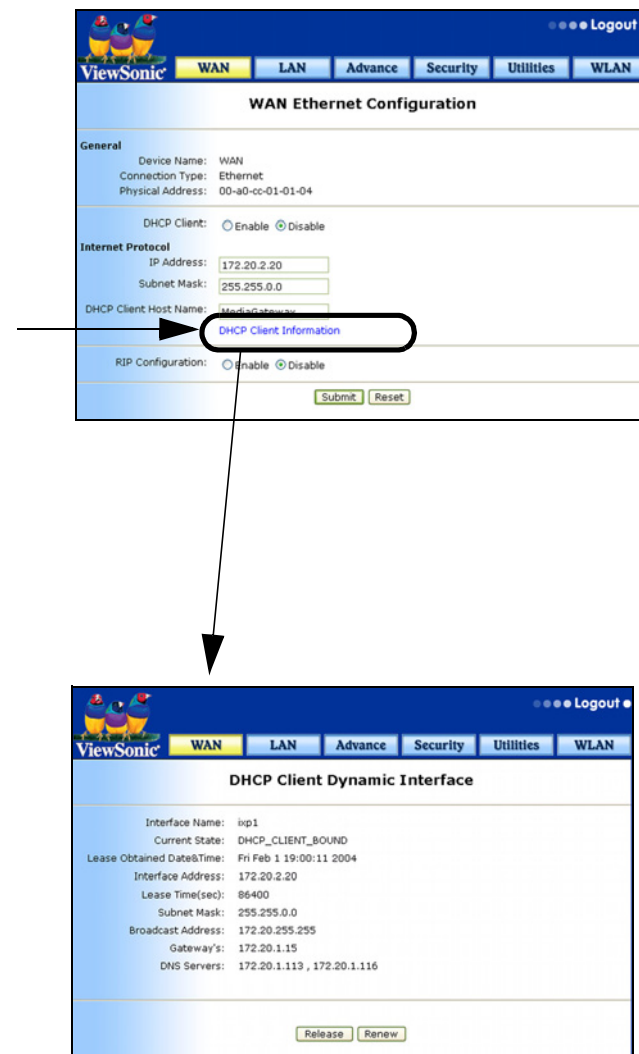 Logout
ViewSonic WAN LAN Advance Security Utilities WLAN
WAN Ethernet Configuration
General
Device Name: WAN
Connection Type: Ethernet
Physical Address: 00-a0-cc-01-01-04
DHCP Client: Enable Disable
Internet Protocol
IP Address: 172.20.2.20
Subnet Mask: 255.255.0.0
DHCP Client Host Name: MediaGateway
DHCP Client Information
RIP Configuration: Enable Disable
Submit Reset
Logout
ViewSonic WAN LAN Advance Security Utilities WLAN
DHCP Client Dynamic Interface
Interface Name: ixp1
Current State: DHCP_CLIENT_BOUND
Lease Obtained Date&Time: Fri Feb 1 19:00:11 2004
Interface Address: 172.20.2.20
Lease Time(sec): 86400
Subnet Mask: 255.255.0.0
Broadcast Address: 172.20.255.255
Gateway's: 172.20.1.15
DNS Servers: 172.20.1.113 , 172.20.1.116
Release Renew